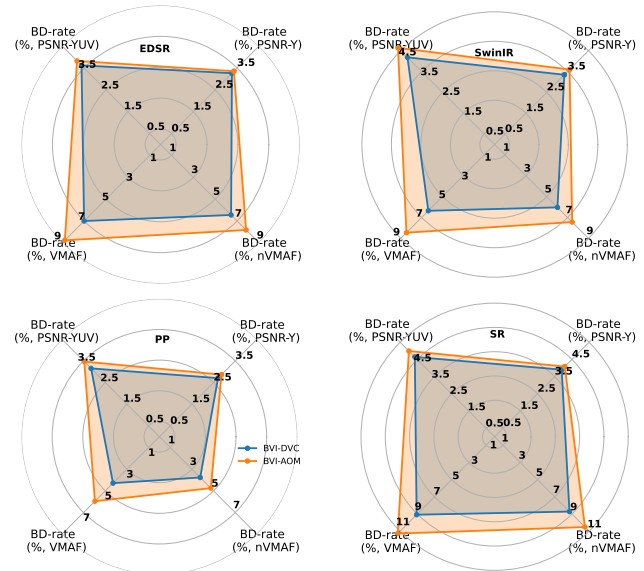 BD-rate
(%, PSNR-YUV)
BD-rate
(%, PSNR-Y)
EDSR
3.5
3.5
2.5
2.5
1.5
1.5
0.5
0.5
1
1
3
3
5
5
7
7
9
9
BD-rate
(%, VMAF)
BD-rate
(%, nVMAF)
BD-rate
(%, PSNR-YUV)
BD-rate
(%, PSNR-Y)
SwinIR
4.5
3.5
3.5
2.5
2.5
1.5
1.5
0.5
0.5
1
1
3
3
5
5
7
7
9
9
BD-rate
(%, VMAF)
BD-rate
(%, nVMAF)
BD-rate
(%, PSNR-YUV)
BD-rate
(%, PSNR-Y)
PP
3.5
3.5
2.5
2.5
1.5
1.5
0.5
0.5
1
1
3
3
5
5
7
7
BVI-DVC
BVI-AOM
BD-rate
(%, VMAF)
BD-rate
(%, nVMAF)
BD-rate
(%, PSNR-YUV)
BD-rate
(%, PSNR-Y)
SR
4.5
4.5
3.5
3.5
2.5
2.5
1.5
1.5
0.5
0.5
1
1
3
3
5
5
7
7
9
9
11
11
BD-rate
(%, VMAF)
BD-rate
(%, nVMAF)